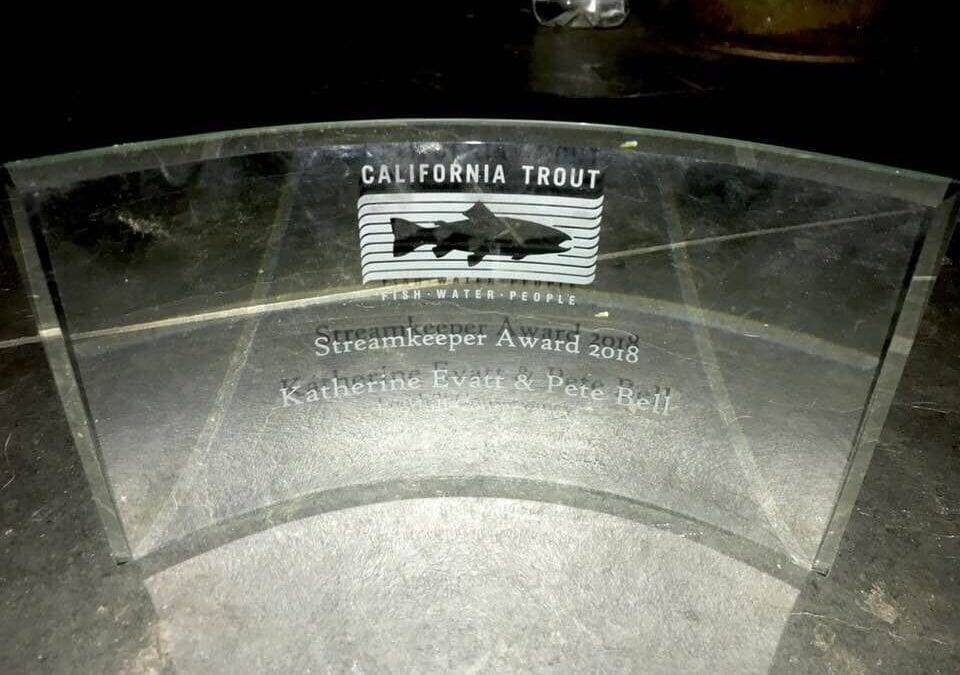 CALIFORNIA TROUT
FISH · WATER · PEOPLE
Streamkeeper Award 2018
Katherine Evatt & Pete Bell